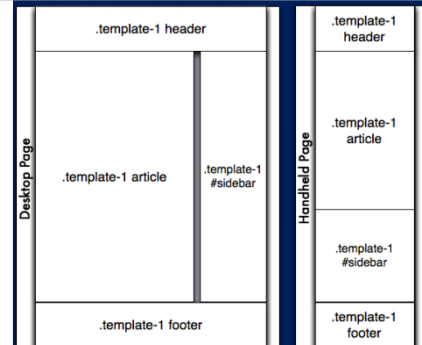 Desktop Page
.template-1 header
.template-1 article
.template-1
#sidebar
.template-1 footer
Handheld Page
.template-1
header
.template-1
article
.template-1
#sidebar
.template-1
footer